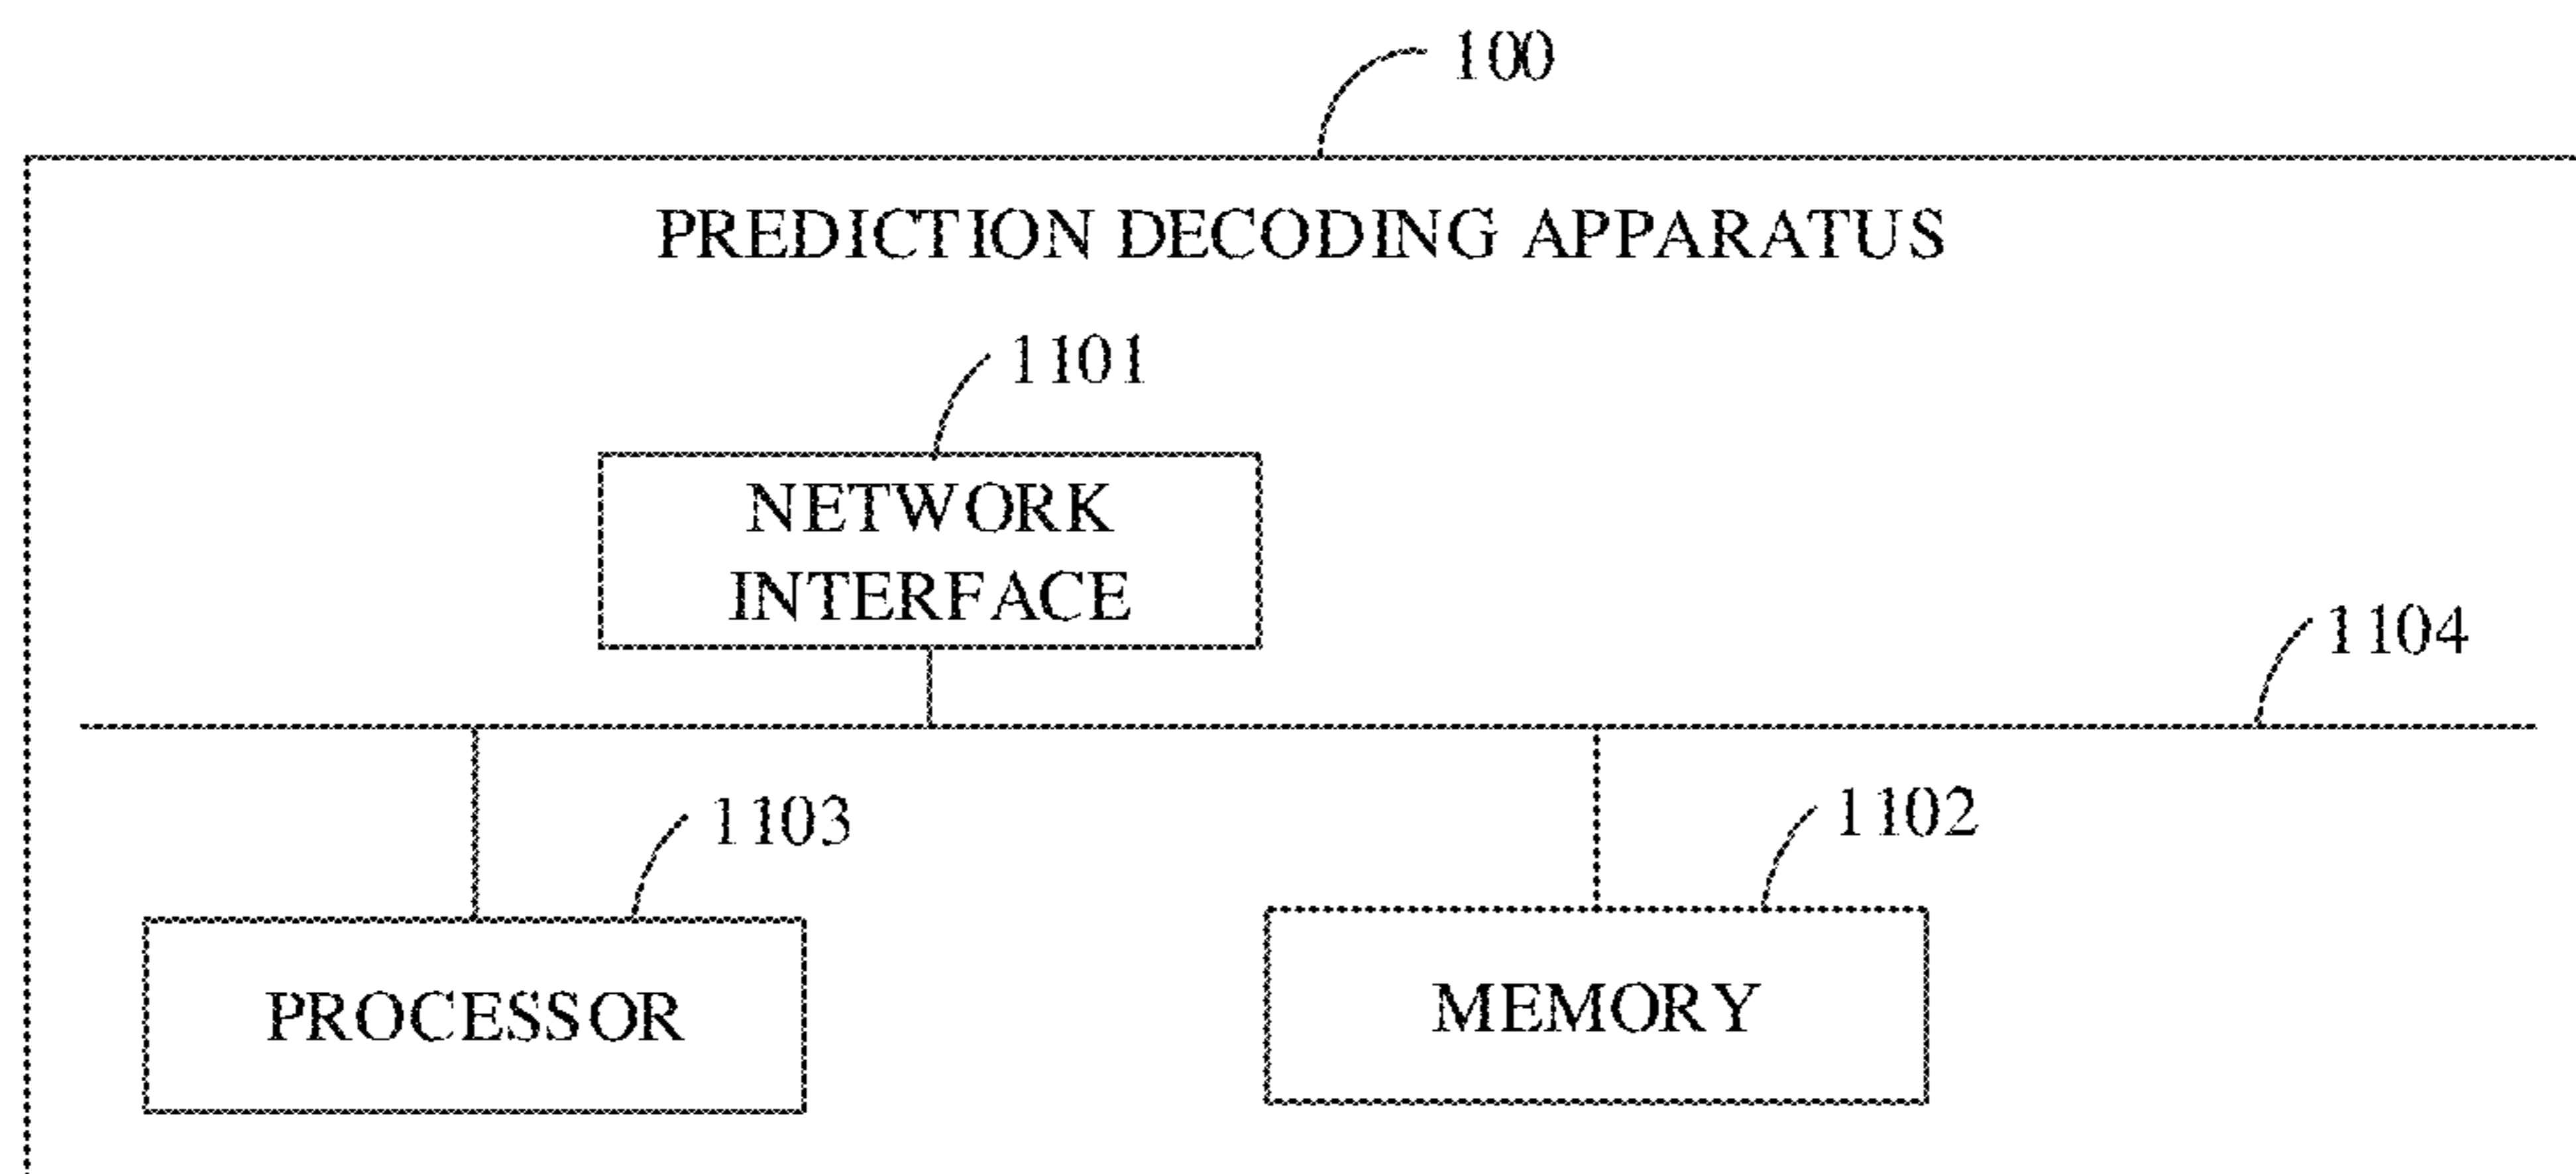 100
PREDICTION DECODING APPARATUS
1101
NETWORK
INTERFACE
1104
1103
1102
PROCESSOR
MEMORY